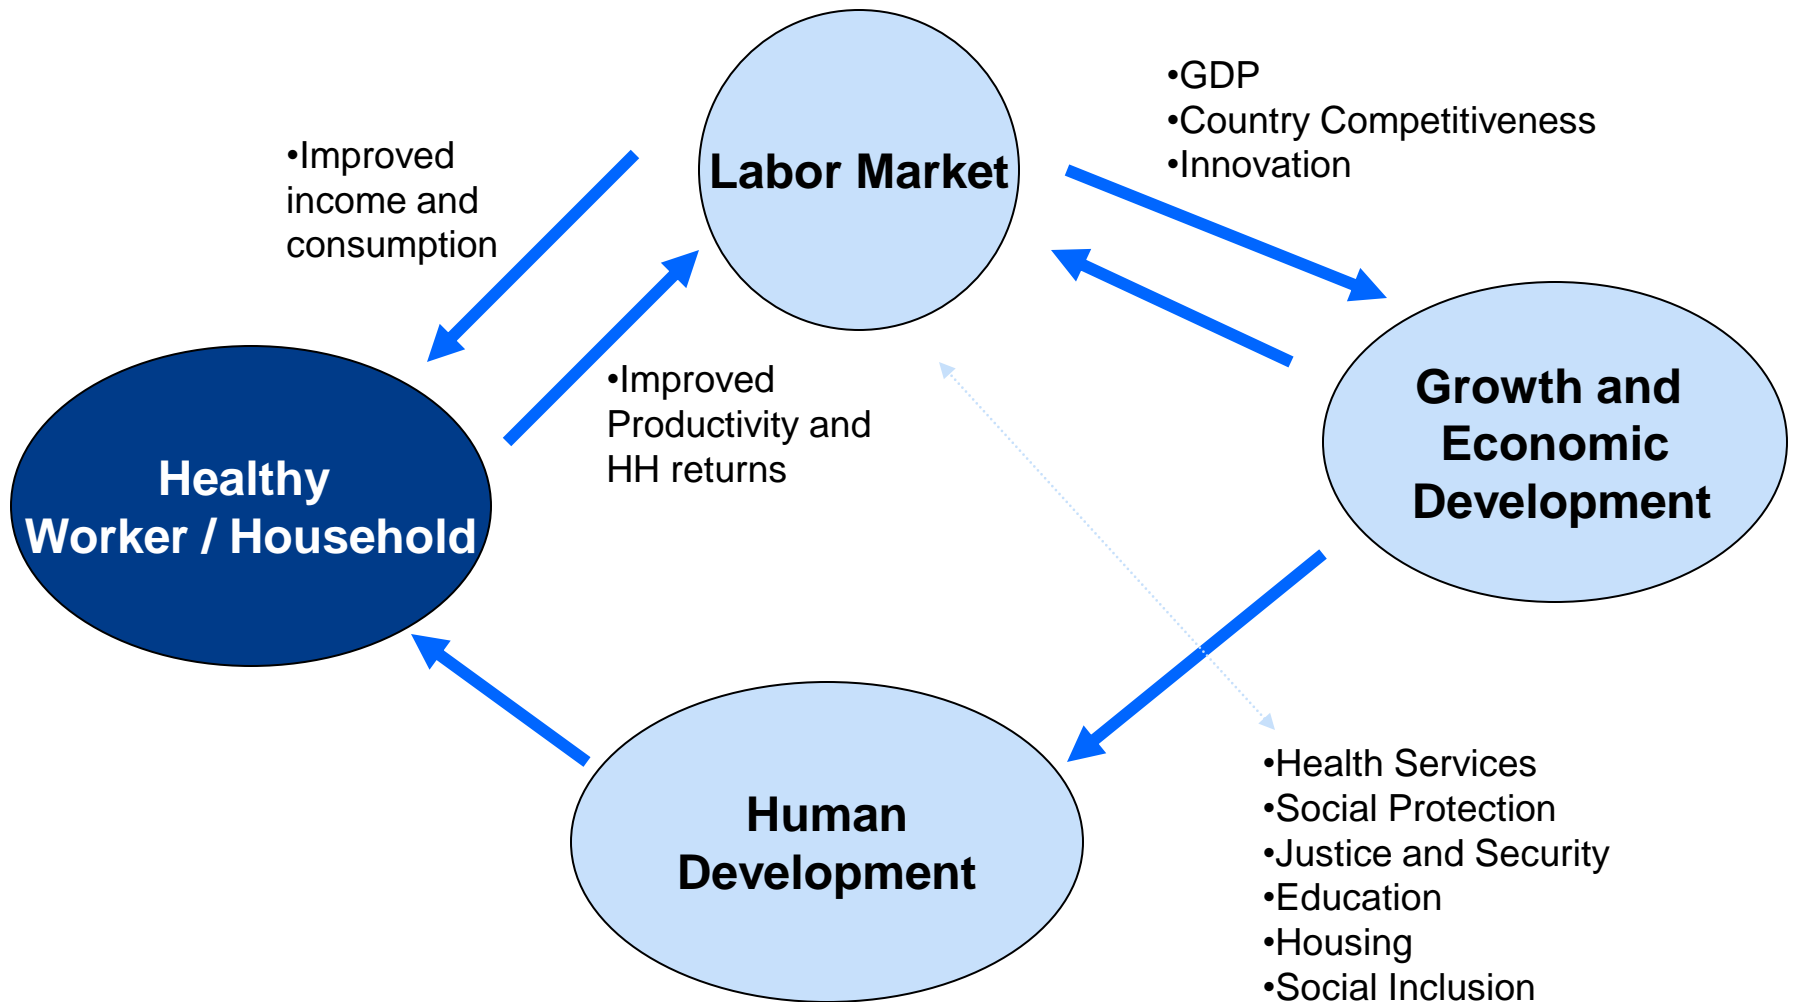 Labor Market
•GDP
•Country Competitiveness
•Innovation
•Improved
income and
consumption
•Improved
Productivity and
HH returns
Growth and
Economic
Development
Healthy
Worker / Household
Human
Development
•Health Services
•Social Protection
•Justice and Security
•Education
•Housing
•Social Inclusion